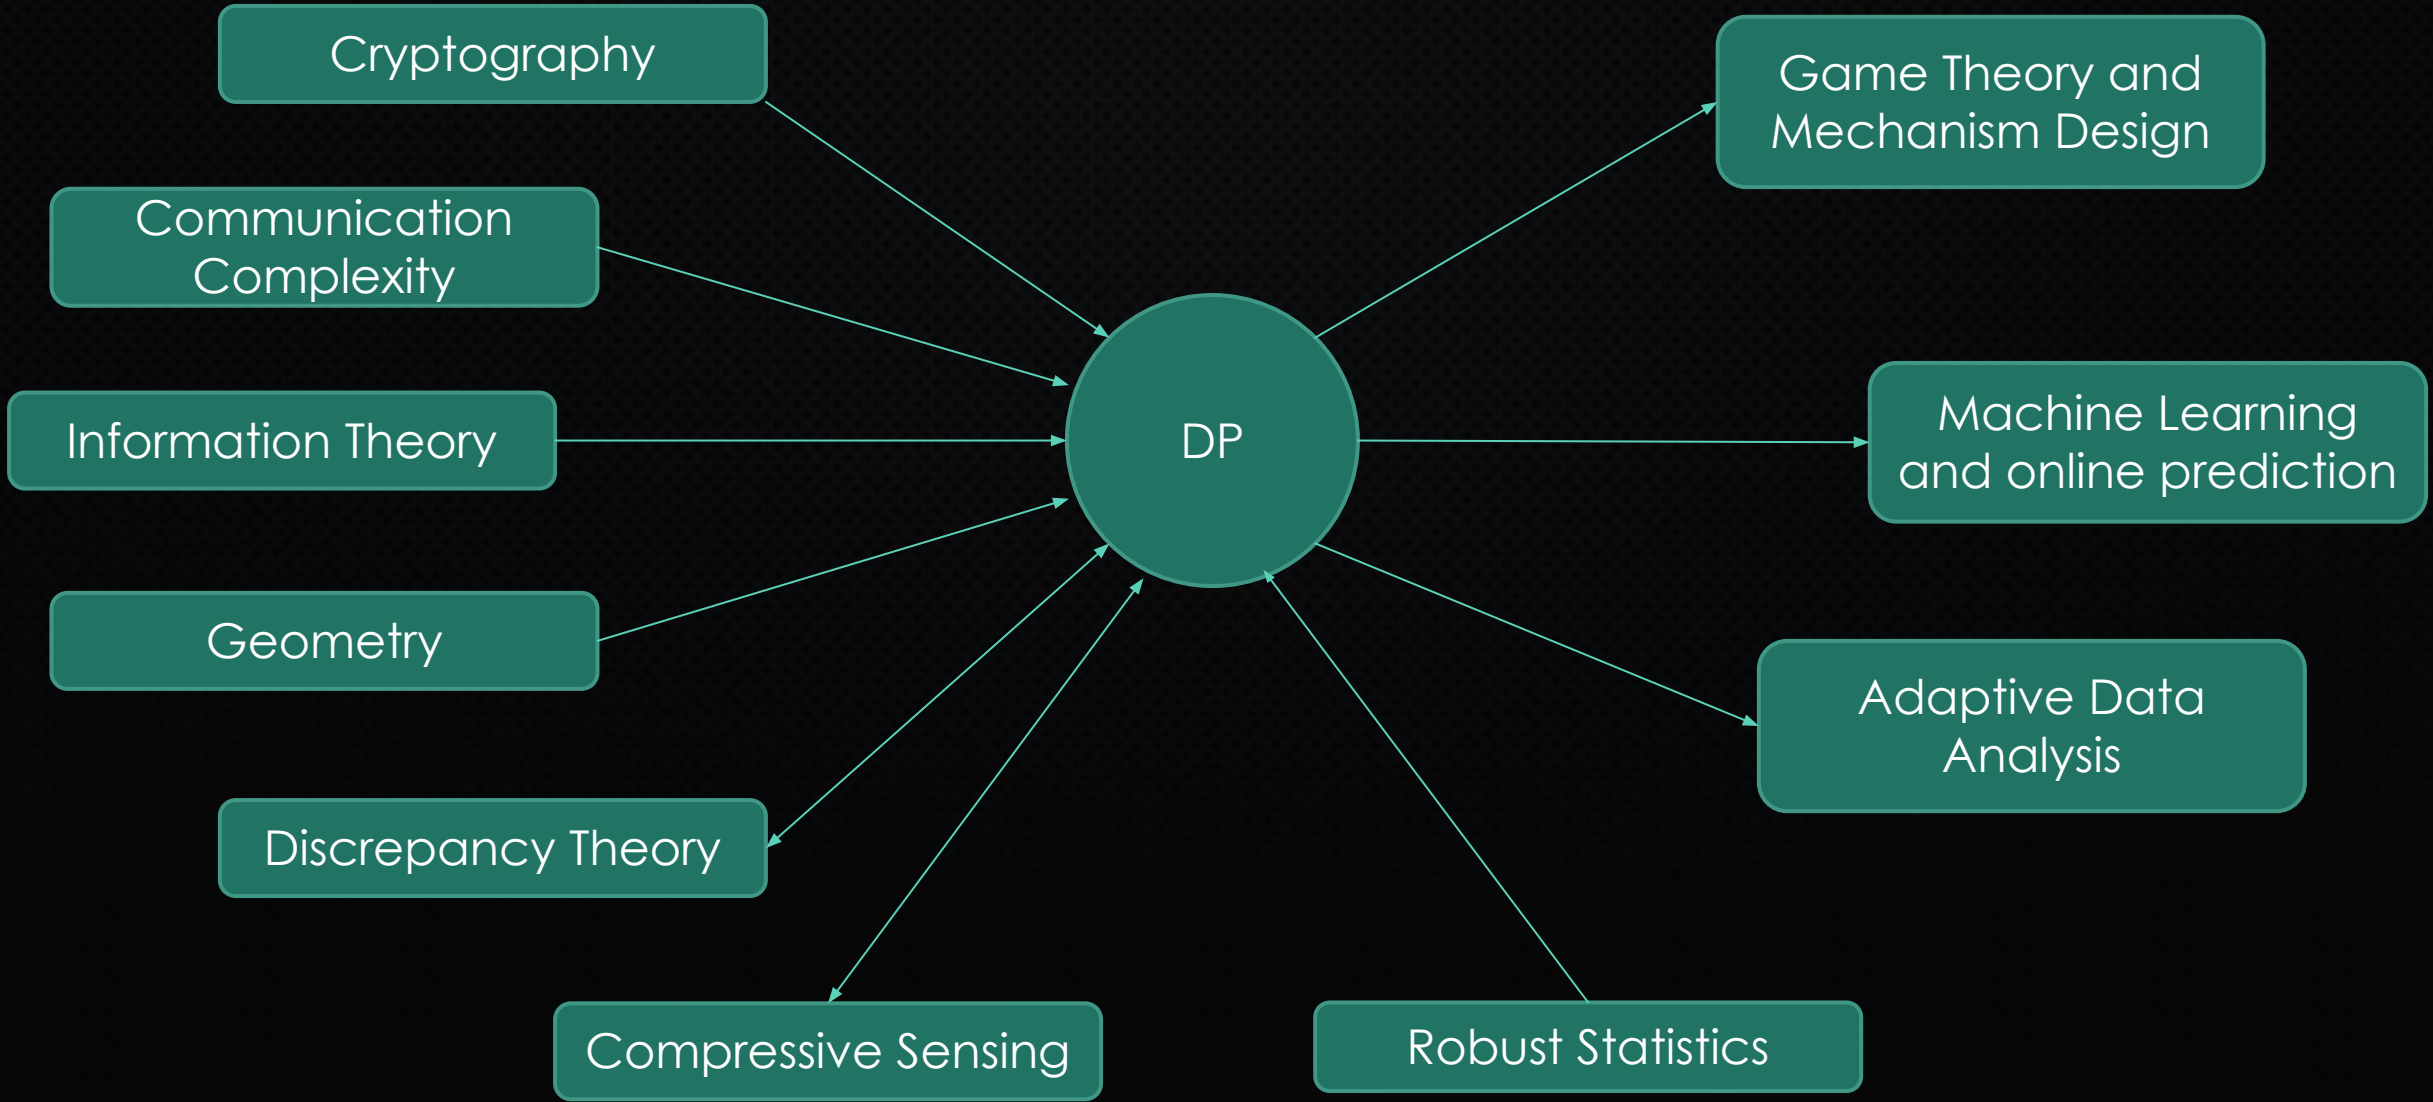 Cryptography
Game Theory and
Mechanism Design
Communication
Complexity
Information Theory
DP
Machine Learning
and online prediction
Geometry
Adaptive Data
Analysis
Discrepancy Theory
Compressive Sensing
Robust Statistics